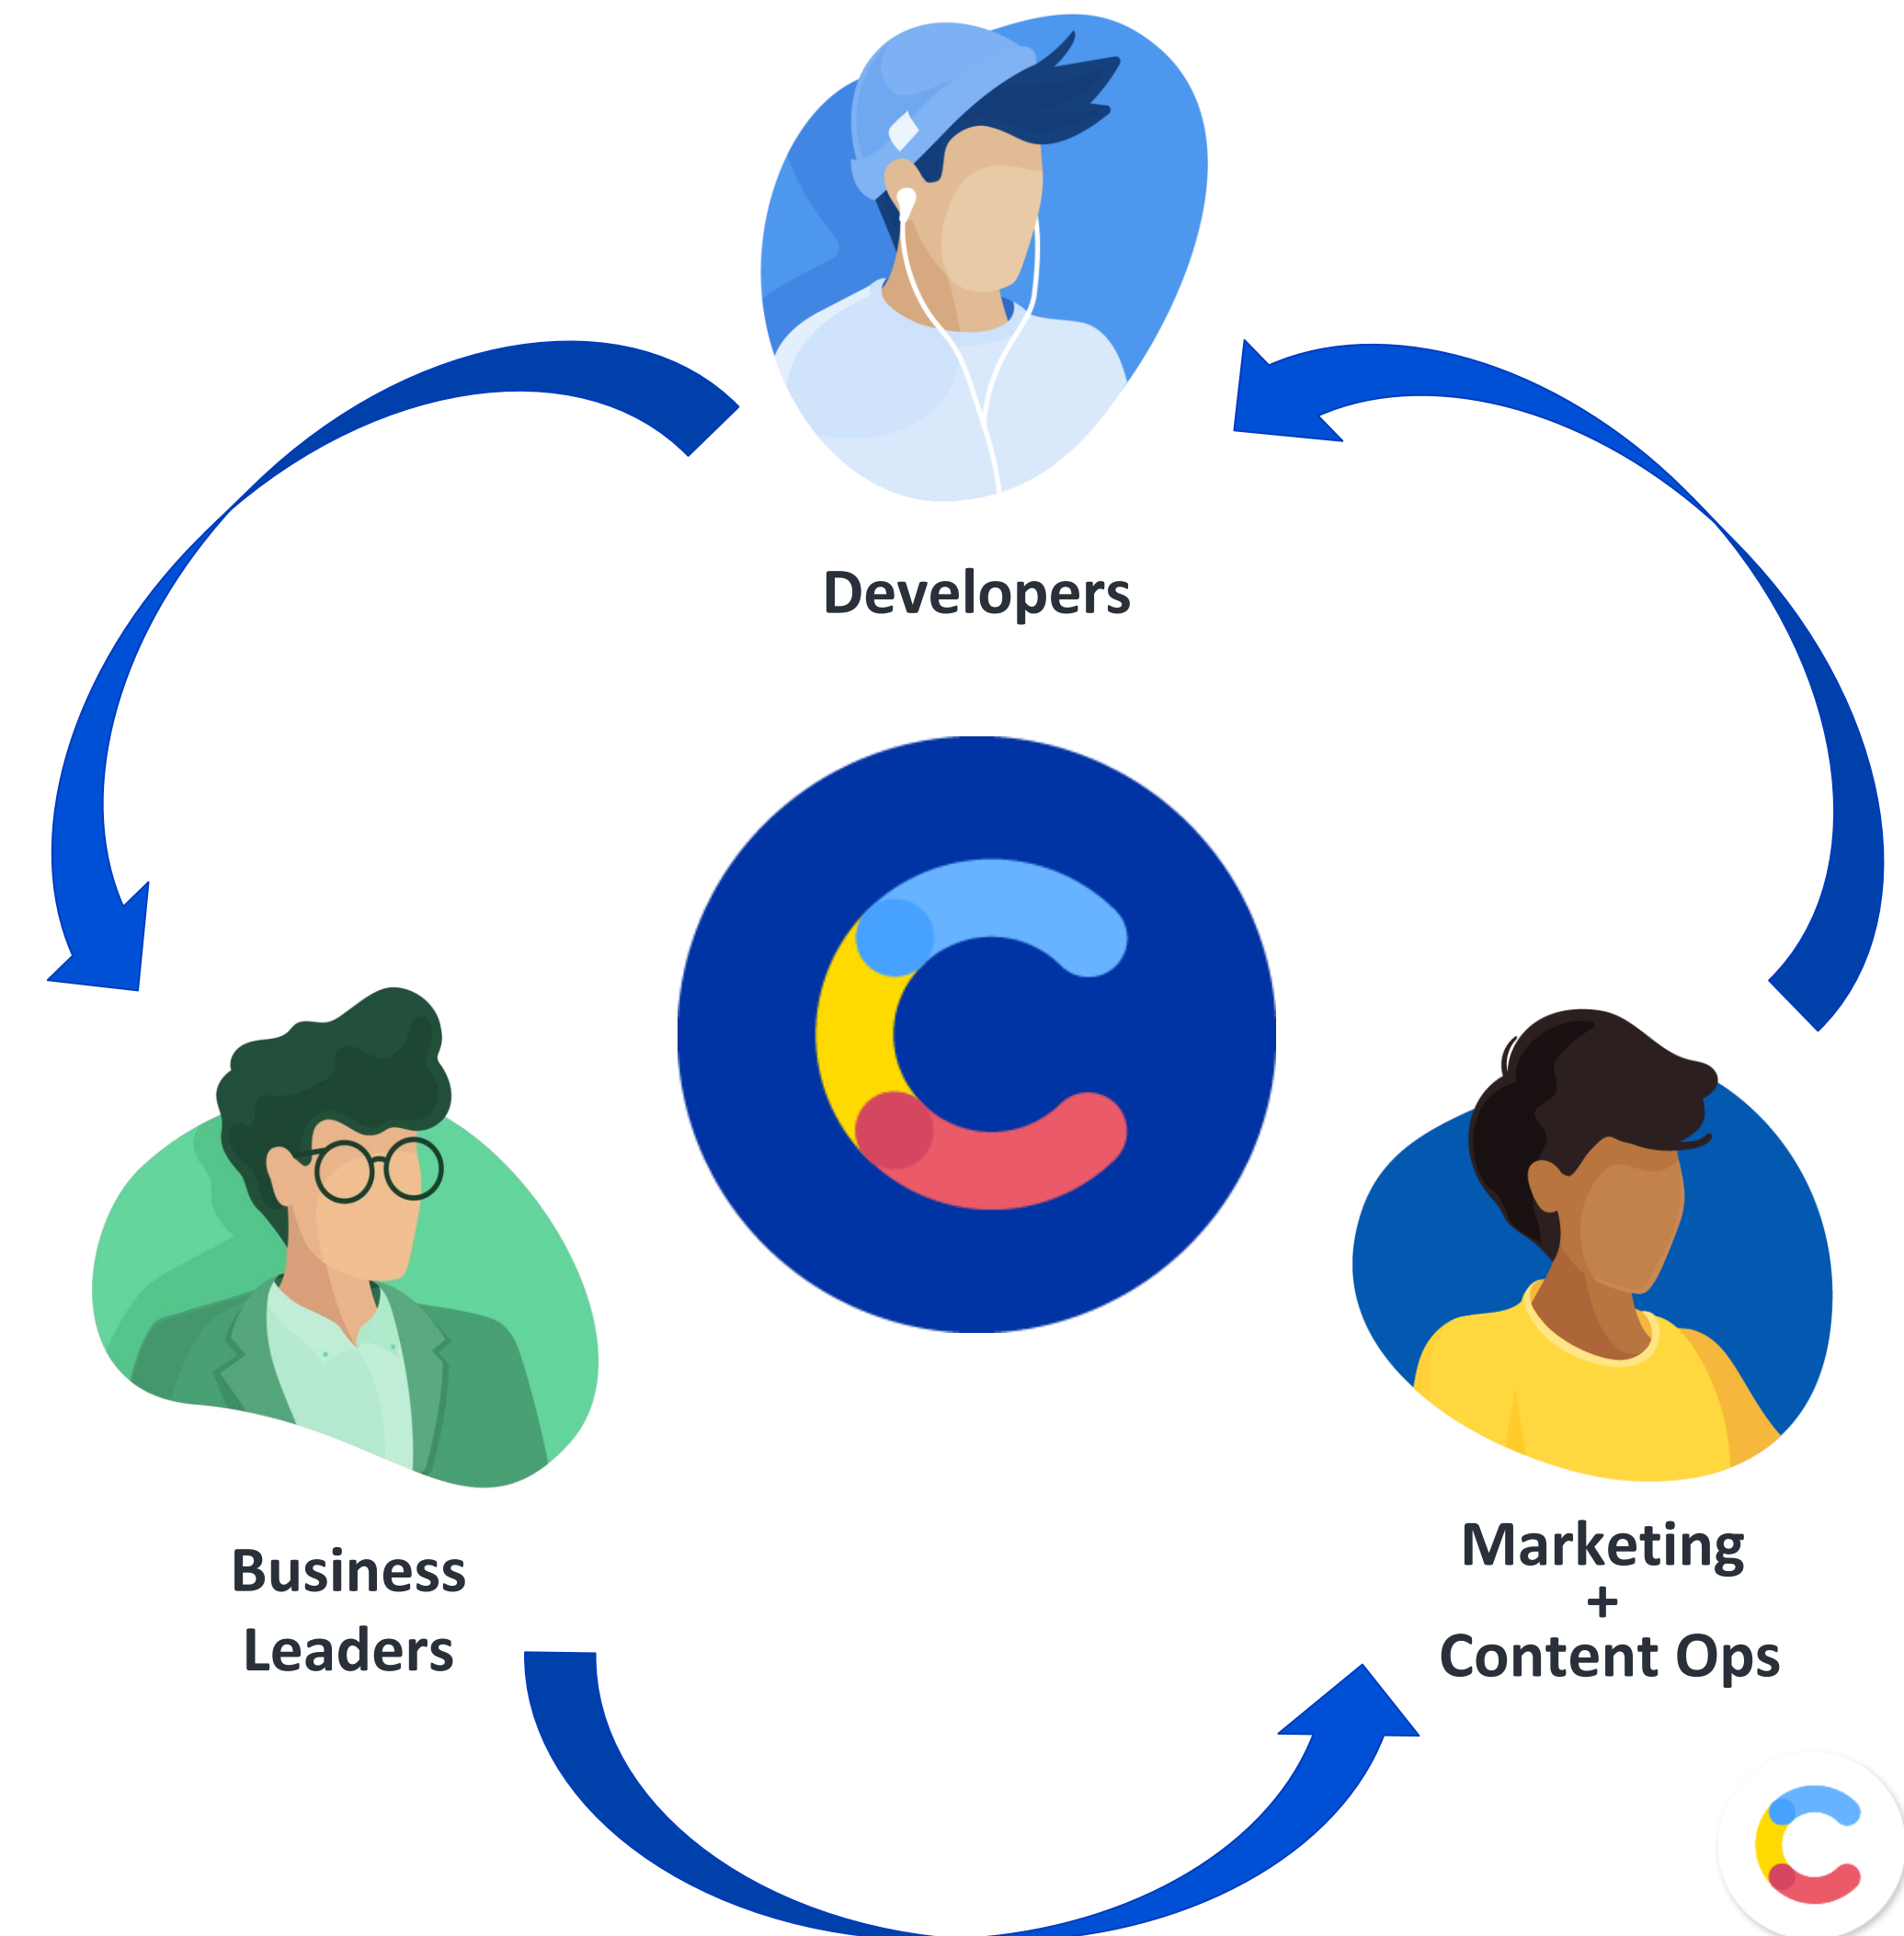 Developers
Business
Leaders
Marketing
+
Content Ops